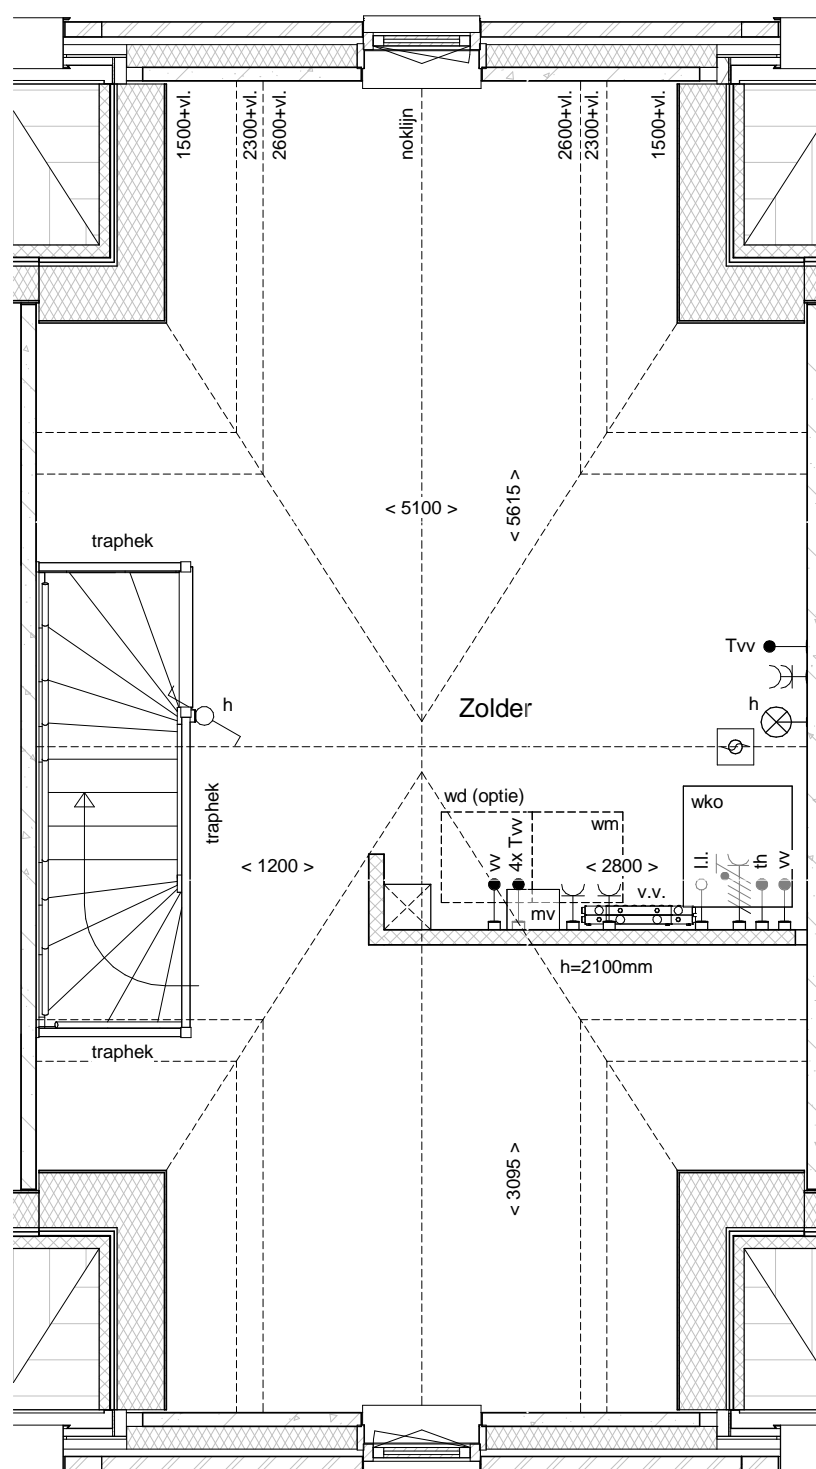 1500+vl.
2300+vl.
2600+vl.
noklijn
2600+vl.
2300+vl.
1500+vl.
< 5100 >
< 5615 >
traphek
Tvv
h
h
Zolder
traphek
wd (optie)
wm
wko
< 1200 >
vv
4x Tvv
< 2800 >
l.l.
th
vv
v.v.
mv
h=2100mm
traphek
< 3095 >